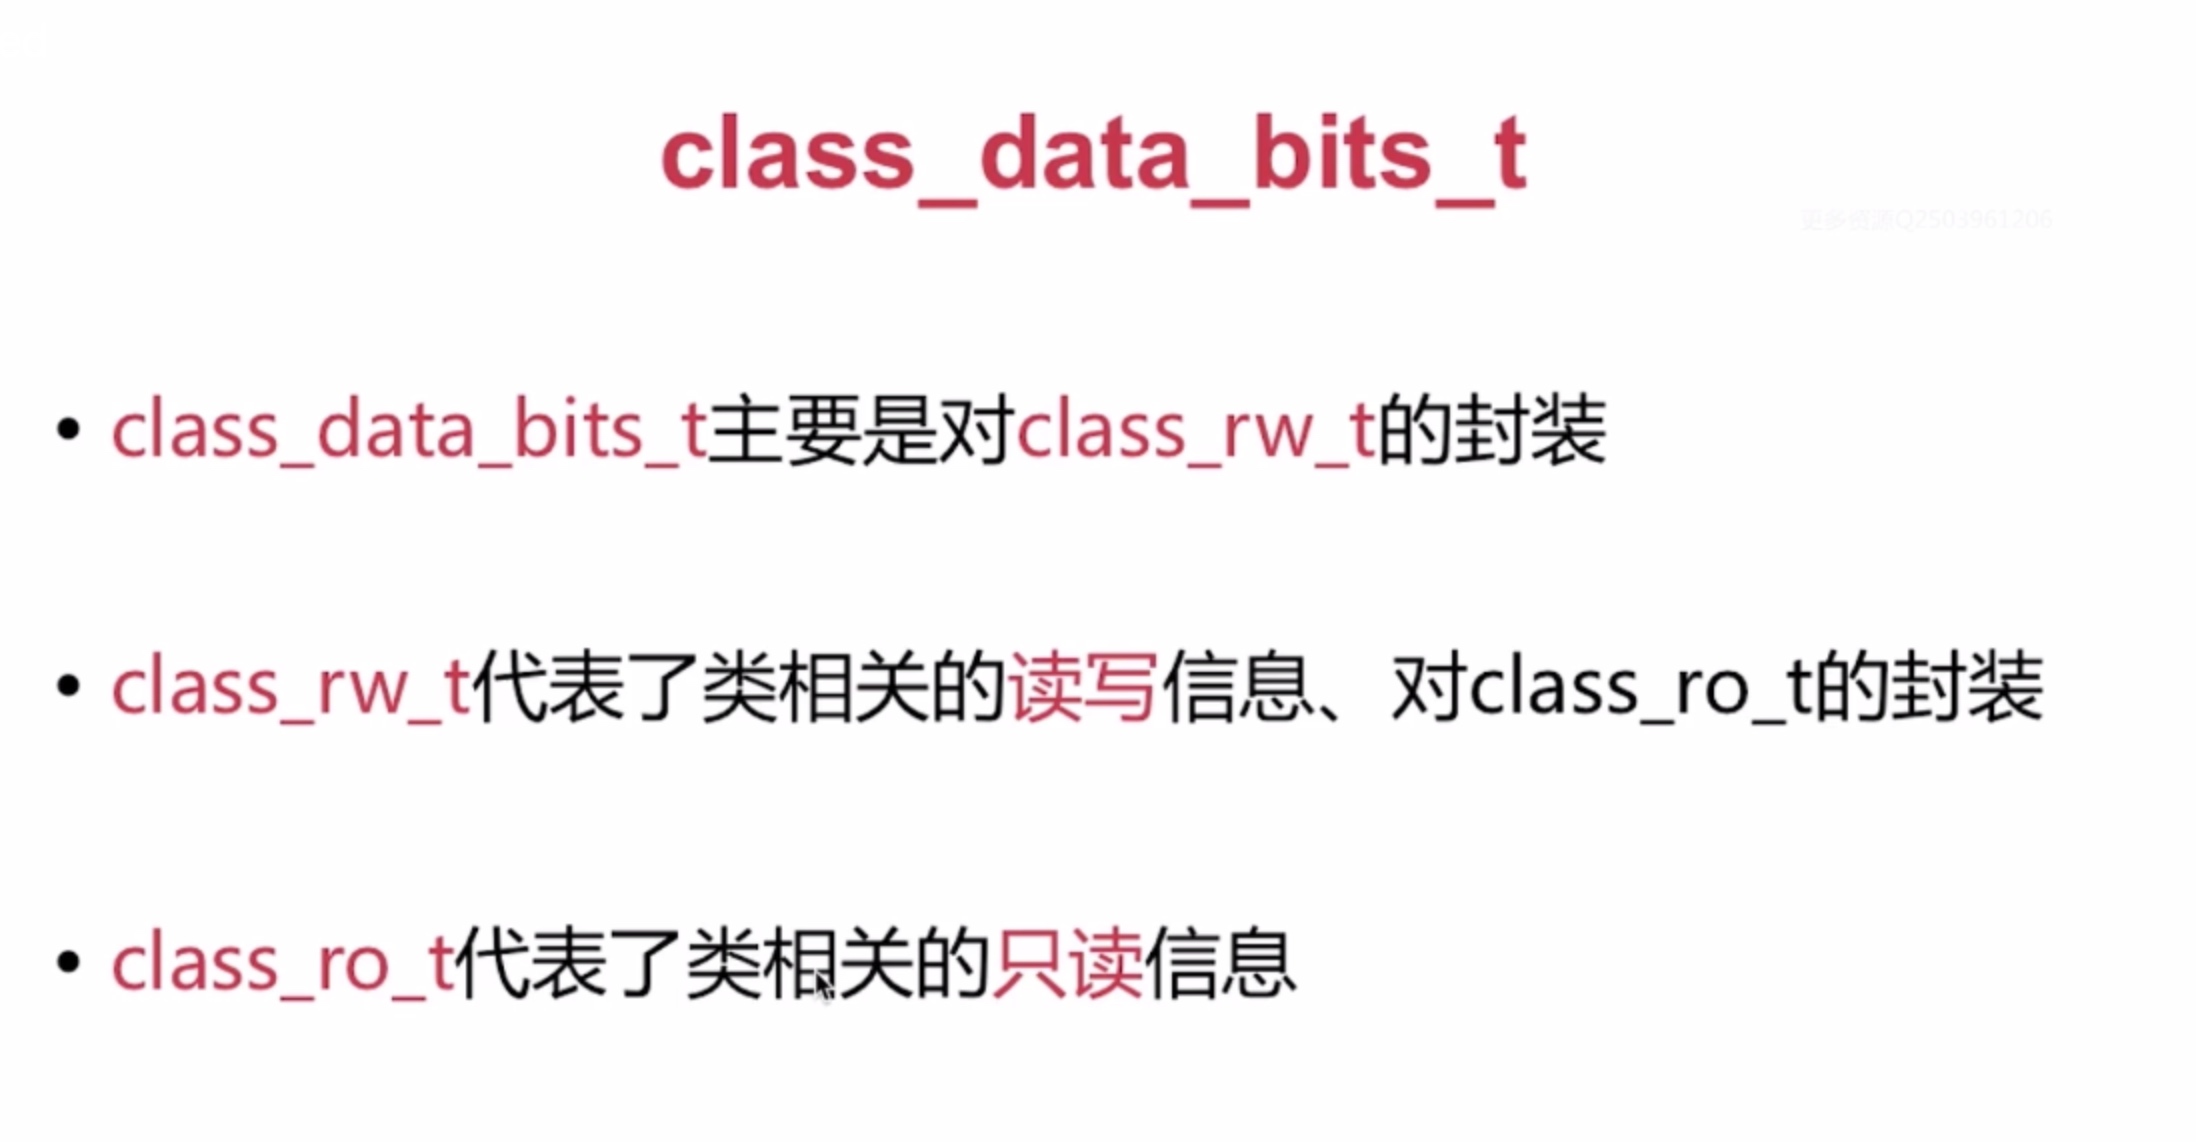 class_data_bits_t
更多资源Q2503961206
• class_data_bits_t主要是对class_rw_t的封装
• class_rw_t代表了类相关的读写信息、对class_ro_t的封装
• class_ro_t代表了类相关的只读信息